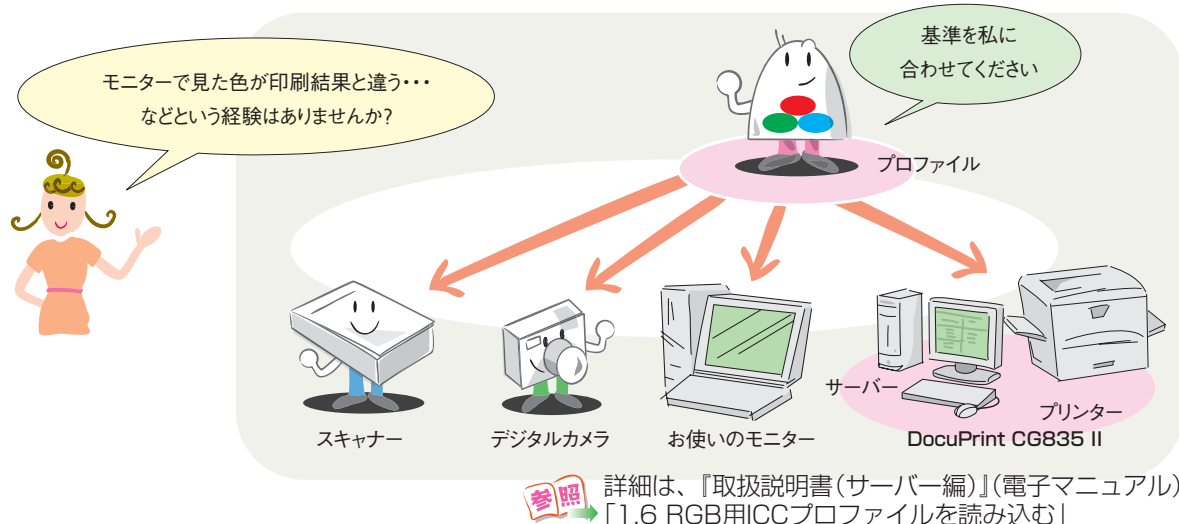 モニターで見た色が印刷結果と違う・・・
などという経験はありませんか?
基準を私に
合わせてください
プロファイル
スキャナー
デジタルカメラ
お使いのモニター
サーバー
プリンター
DocuPrint CG835 II
参照
詳細は、『取扱説明書(サーバー編)』(電子マニュアル)
「1.6 RGB用ICCプロファイルを読み込む」